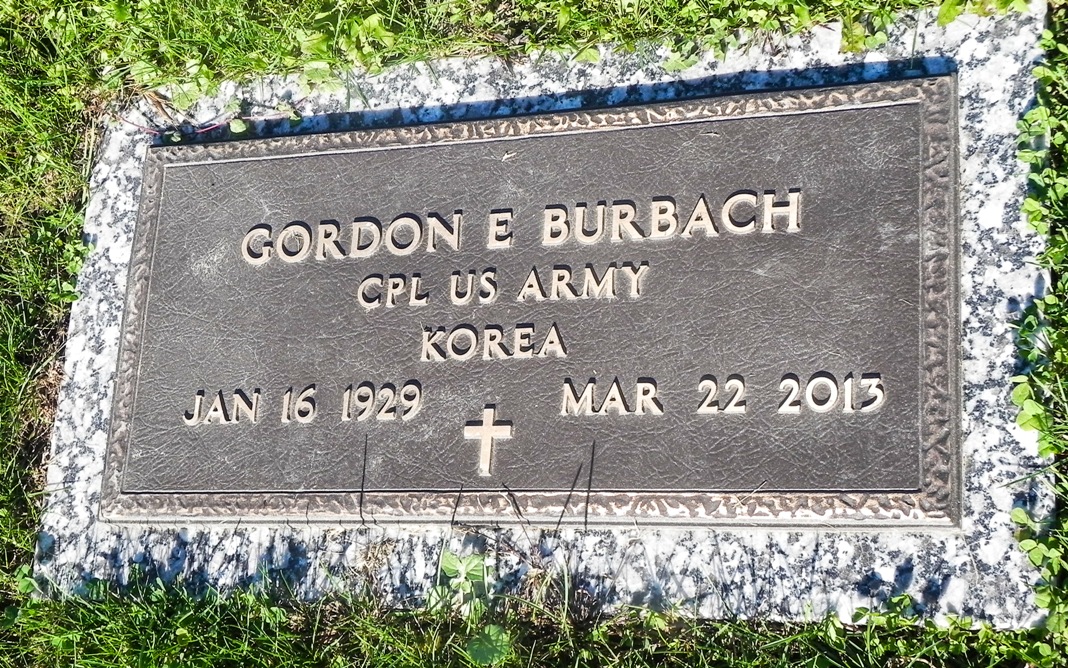 GORDON E BURBACH
CPL US ARMY
KOREA
JAN 16 1929 MAR 22 2013